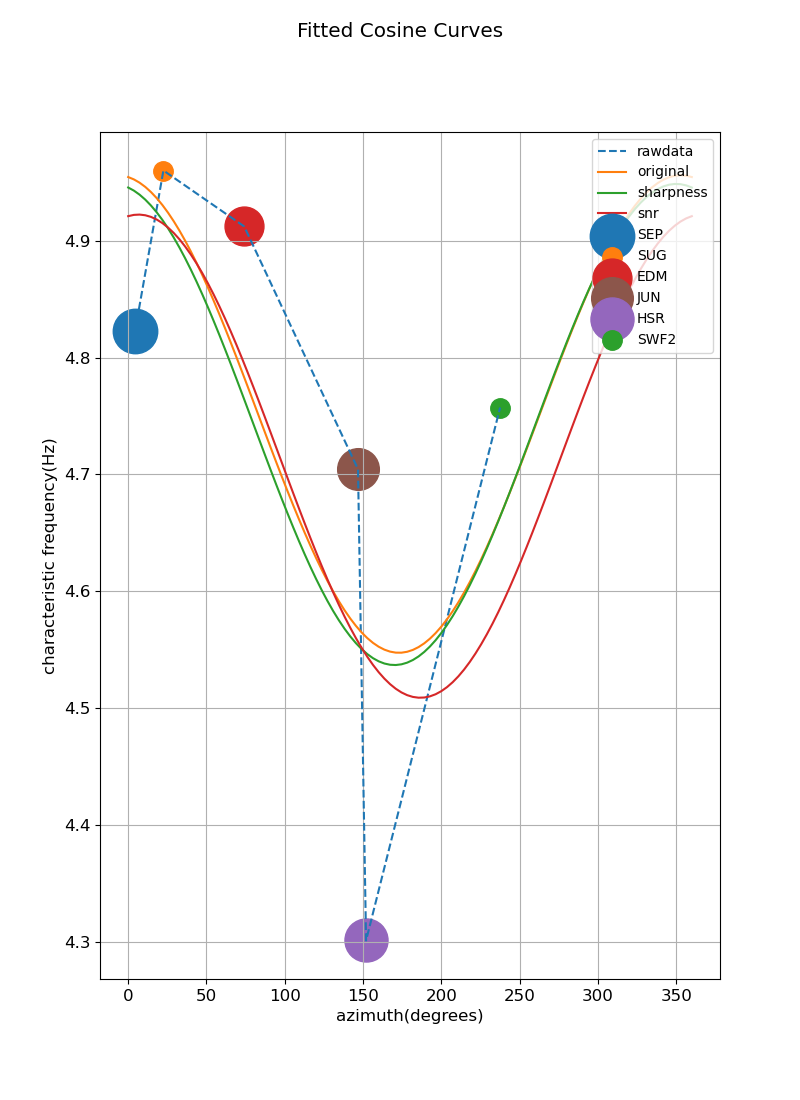 Fitted Cosine Curves
rawdata
original
sharpness
snr
SEP
SUG
EDM
JUN
HSR
SWF2
4.9
4.8
4.7
4.6
4.5
4.4
4.3
characteristic frequency(Hz)
0 50 100 150 200 250 300 350
azimuth(degrees)